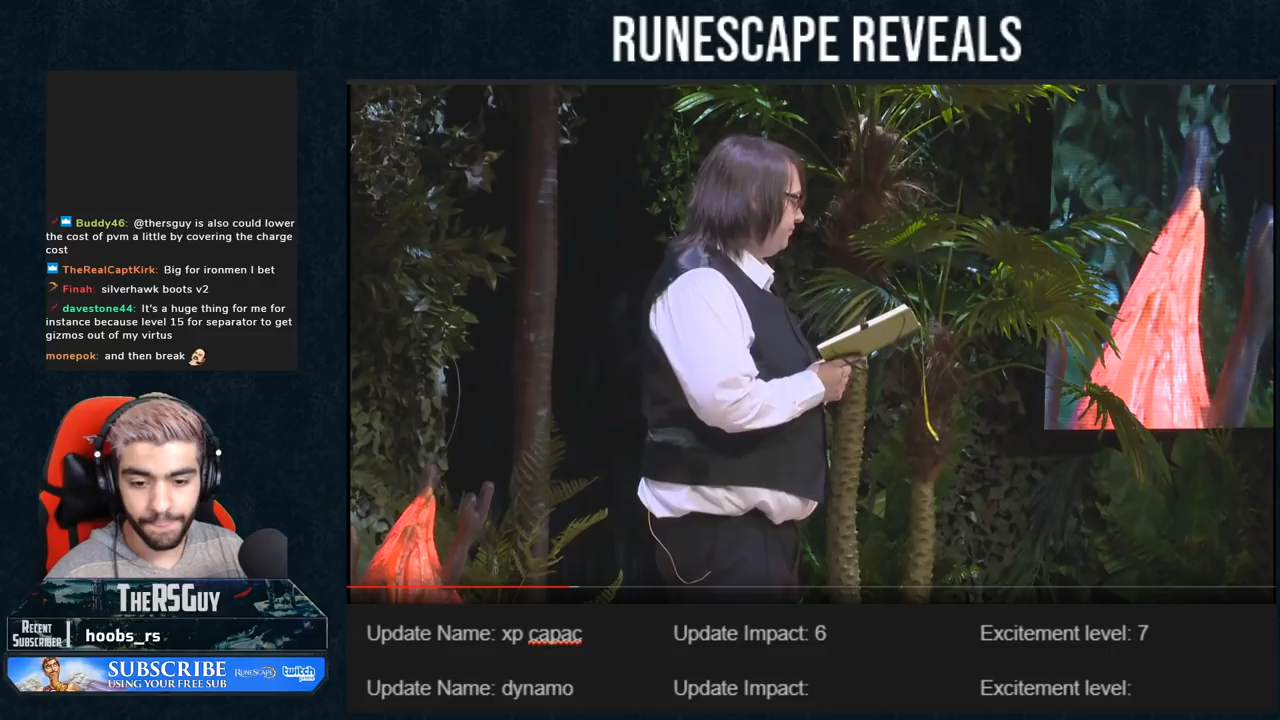 RUNESCAPE REVEALS
Buddy46: @thersguy is also could lower
the cost of pvm a little by covering the charge
cost
TheRealCaptKirk: Big for ironmen I bet
Finah: silverhawk boots v2
davestone44: It's a huge thing for me for
instance because level 15 for separator to get
gizmos out of my virtus
monepok: and then break
THERSGUY
RECENT
SUBSCRIBER
hoobs_rs
SUBSCRIBE
USING YOUR FREE SUB
RUNESCAPE
twitch
prime
Update Name: xp capac
Update Impact: 6
Excitement level: 7
Update Name: dynamo
Update Impact:
Excitement level: